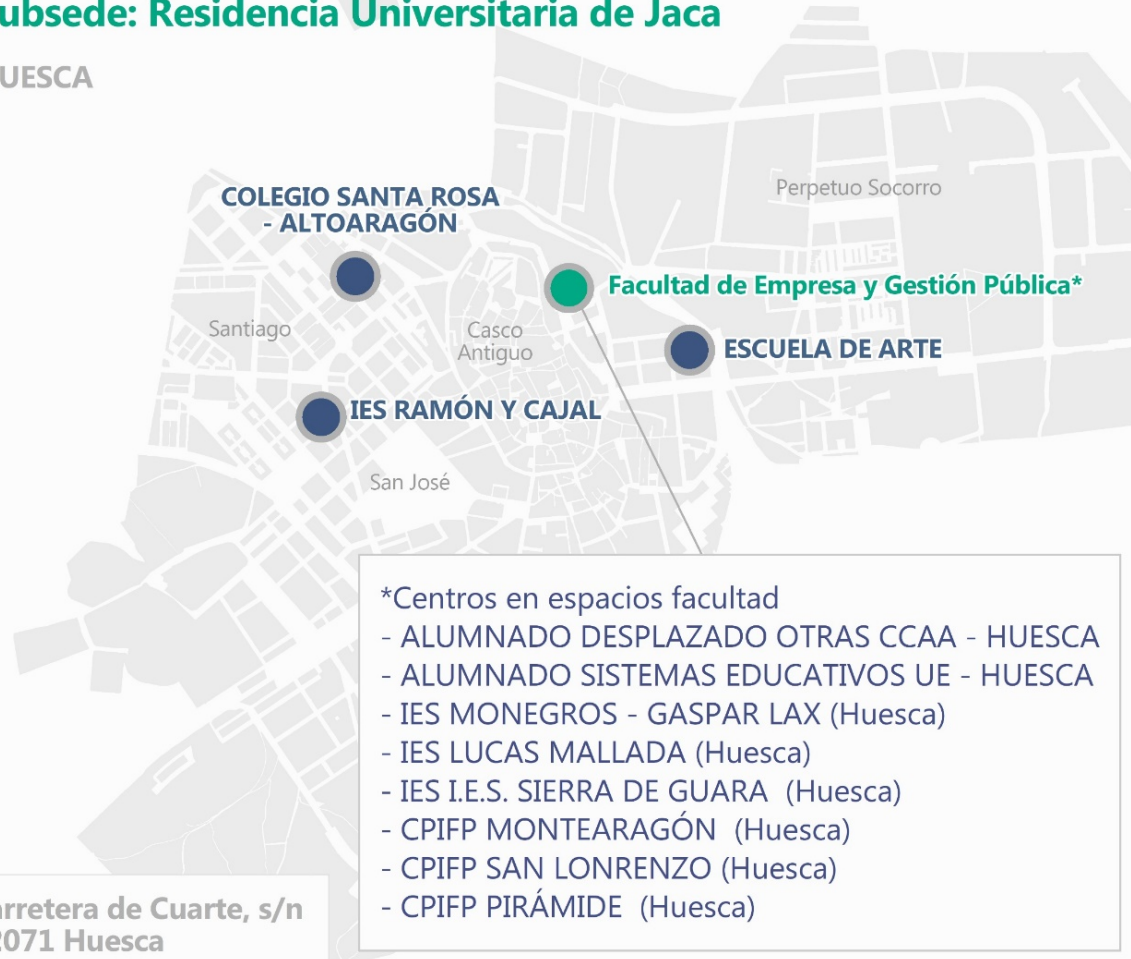 ubsede: Residencia Universitaria de Jaca
UESCA
COLEGIO SANTA ROSA
- ALTOARAGÓN
Perpetuo Socorro
Facultad de Empresa y Gestión Pública*
Santiago
Casco
Antiguo
ESCUELA DE ARTE
IES RAMÓN Y CAJAL
San José
*Centros en espacios facultad
- ALUMNADO DESPLAZADO OTRAS CCAA - HUESCA
- ALUMNADO SISTEMAS EDUCATIVOS UE - HUESCA
- IES MONEGROS - GASPAR LAX (Huesca)
- IES LUCAS MALLADA (Huesca)
- IES I.E.S. SIERRA DE GUARA (Huesca)
- CPIFP MONTEARAGÓN (Huesca)
- CPIFP SAN LONRENZO (Huesca)
- CPIFP PIRÁMIDE (Huesca)
arretera de Cuarte, s/n
2071 Huesca